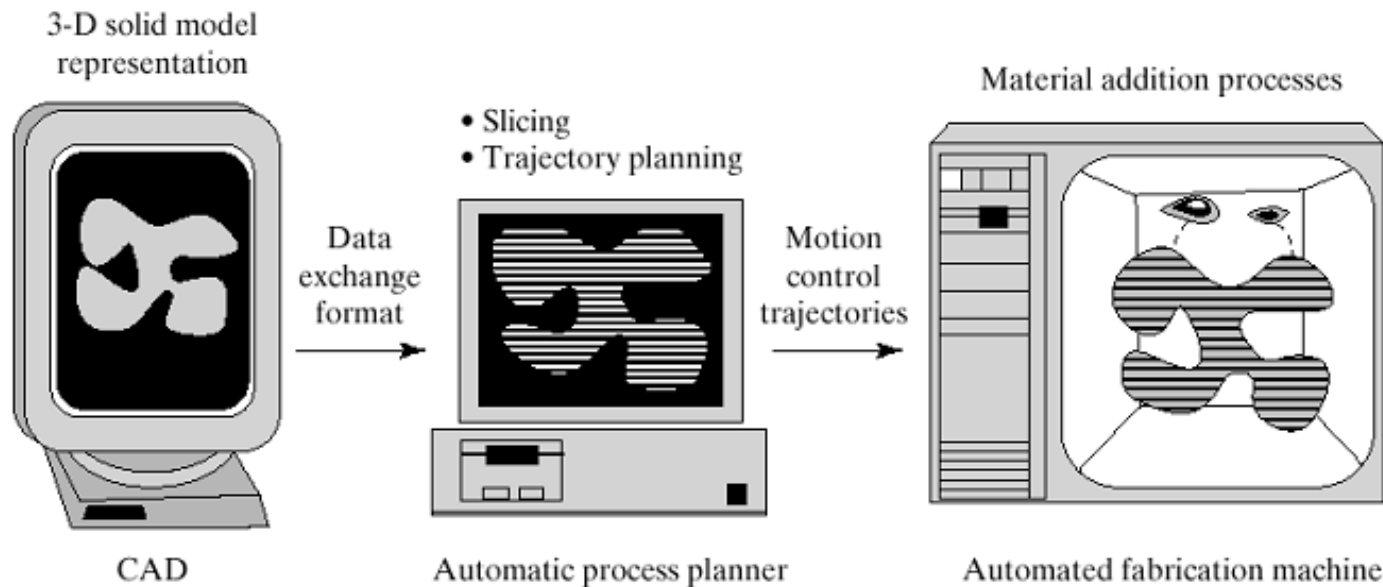 3-D solid model
representation
• Slicing
• Trajectory planning
Material addition processes
Data
exchange
format
Motion
control
trajectories
CAD
Automatic process planner
Automated fabrication machine